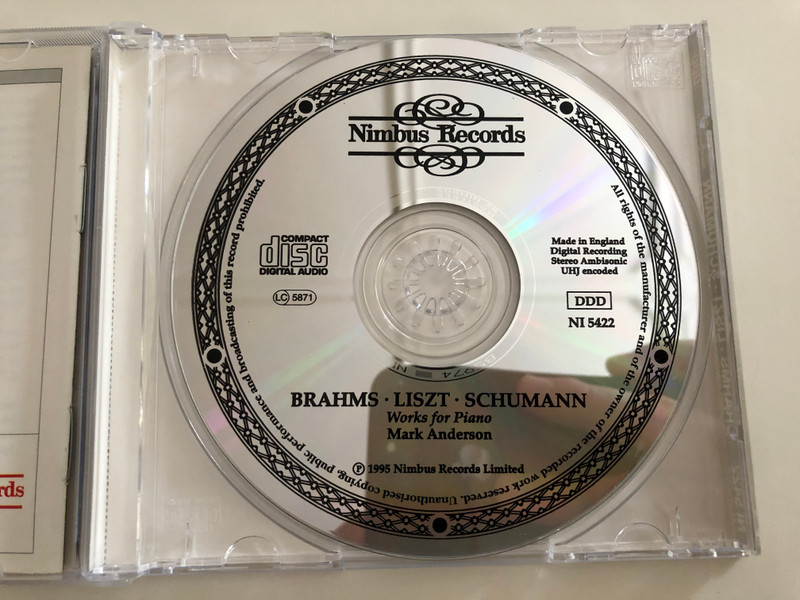 Nimbus Records
COMPACT
disc
DIGITAL AUDIO
LC 5871
Made in England
Digital Recording
Stereo Ambisonic
UHJ encoded
DDD
NI 5422
BRAHMS · LISZT · SCHUMANN
Works for Piano
Mark Anderson
℗ 1995 Nimbus Records Limited
All rights of the manufacturer and of the owner of the recorded work reserved. Unauthorised copying, public performance and broadcasting of this record prohibited.
rds